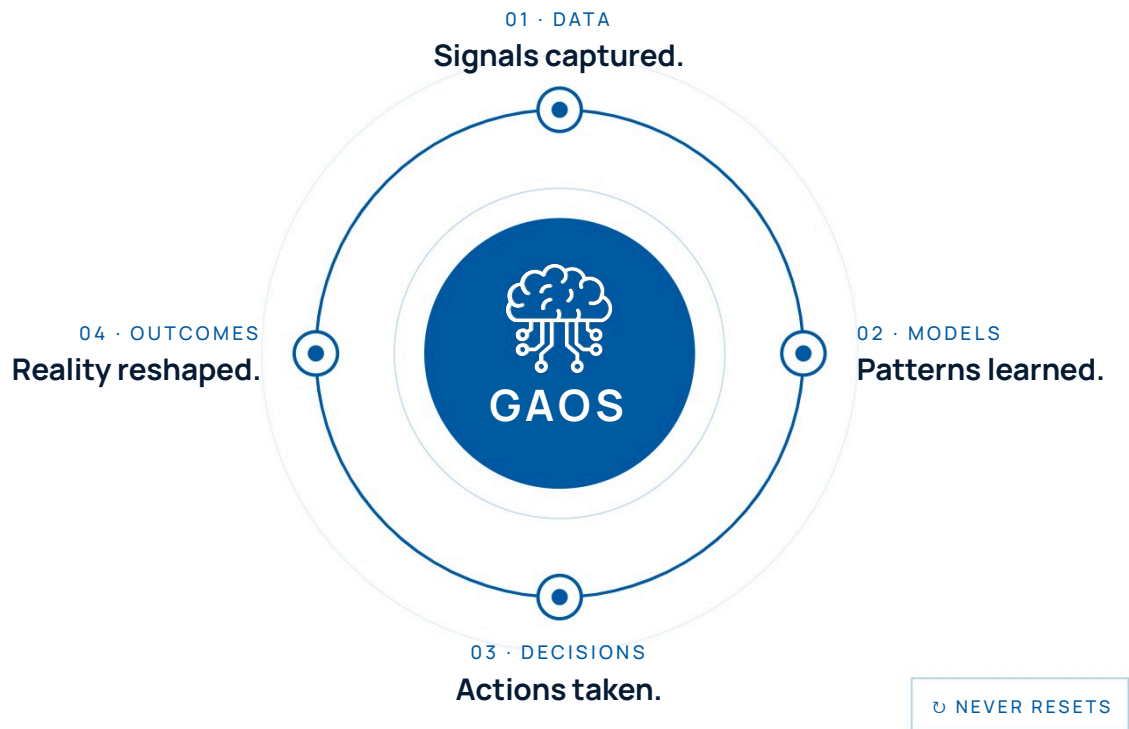 01 · DATA
Signals captured.
04 · OUTCOMES
Reality reshaped.
02 · MODELS
Patterns learned.
GAOS
03 · DECISIONS
Actions taken.
↻ NEVER RESETS